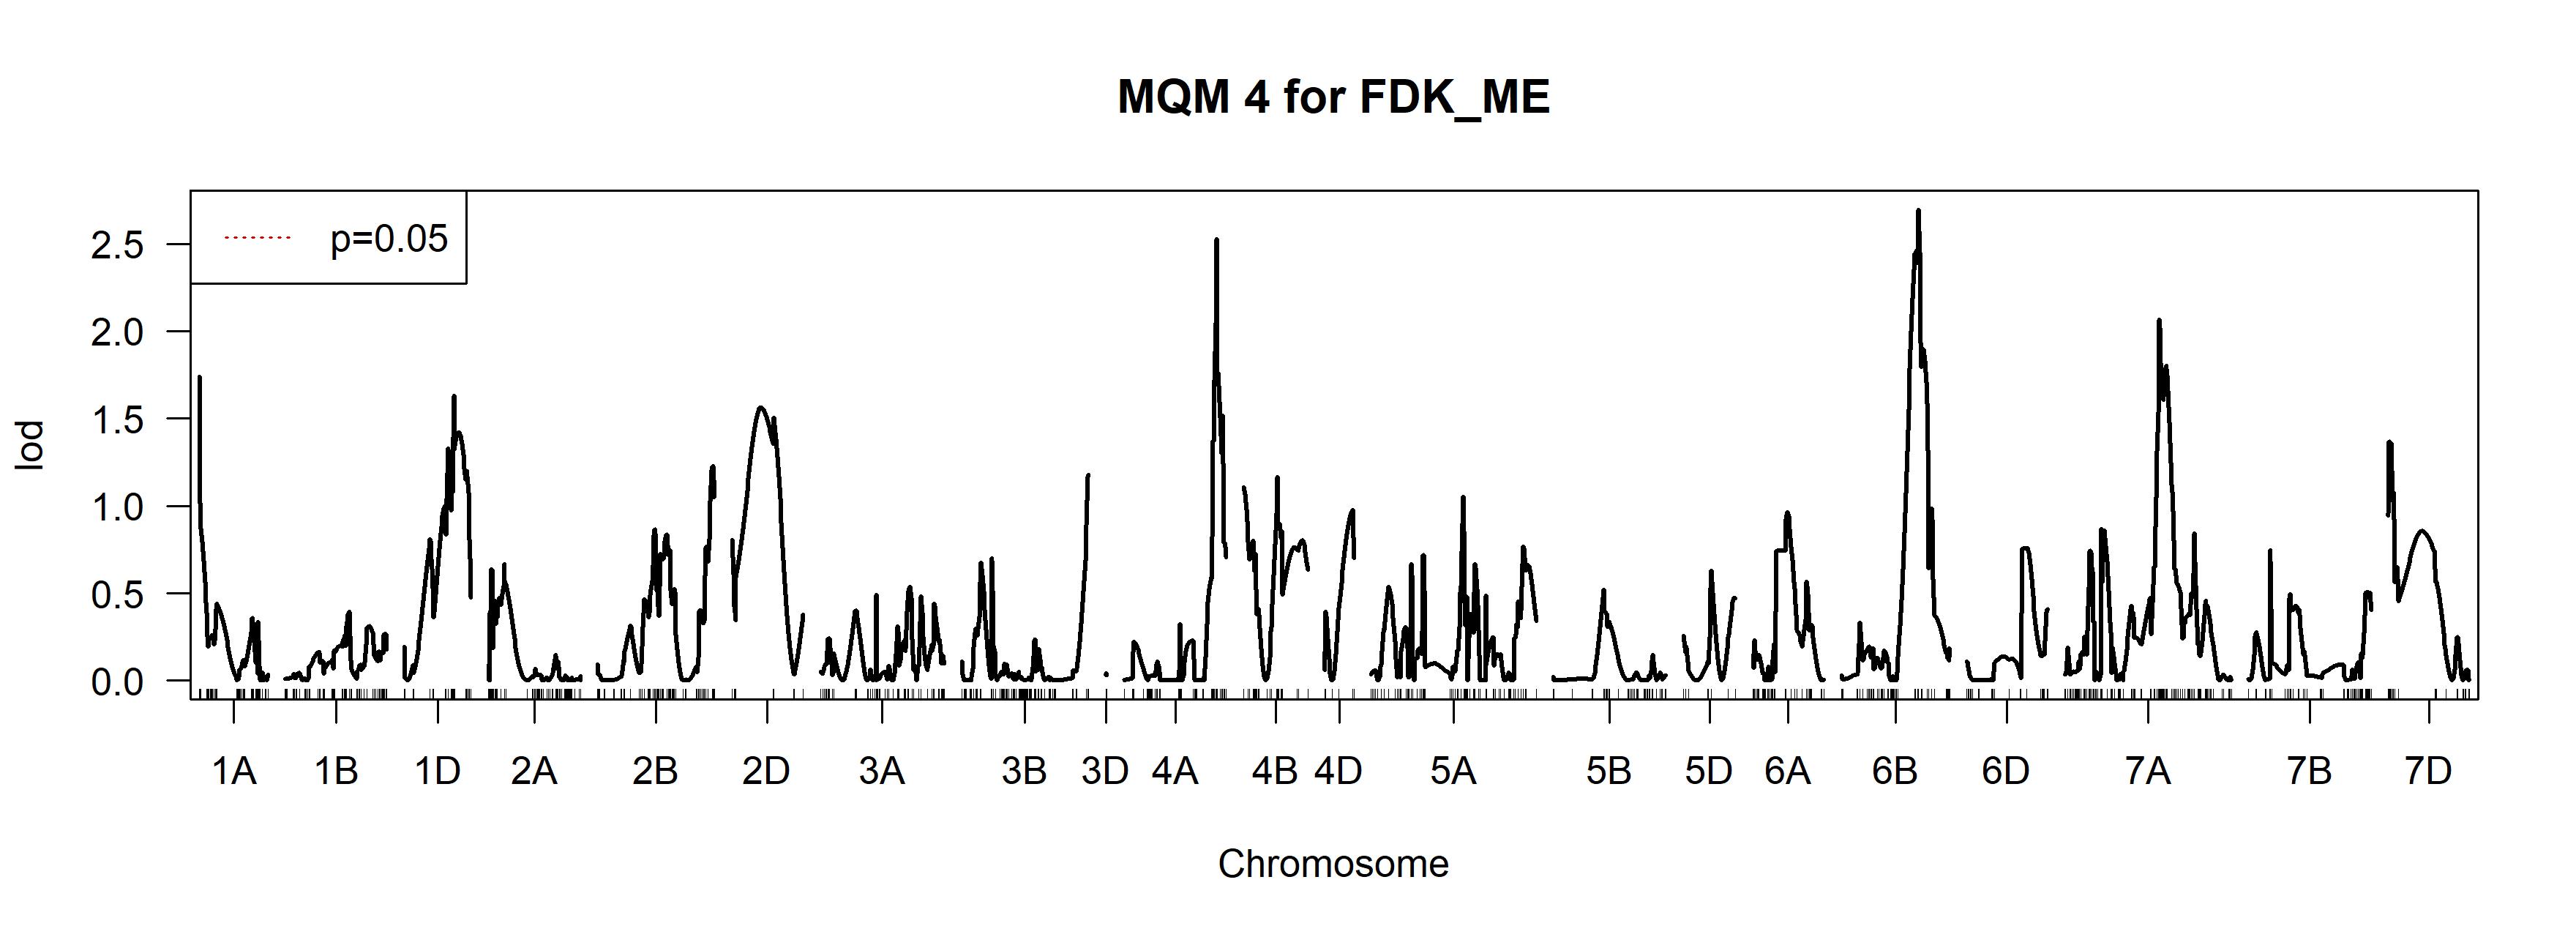 MQM 4 for FDK_ME
p=0.05
2.5
2.0
1.5
1.0
0.5
0.0
lod
1A 1B 1D 2A 2B 2D 3A 3B 3D 4A 4B 4D 5A 5B 5D 6A 6B 6D 7A 7B 7D
Chromosome